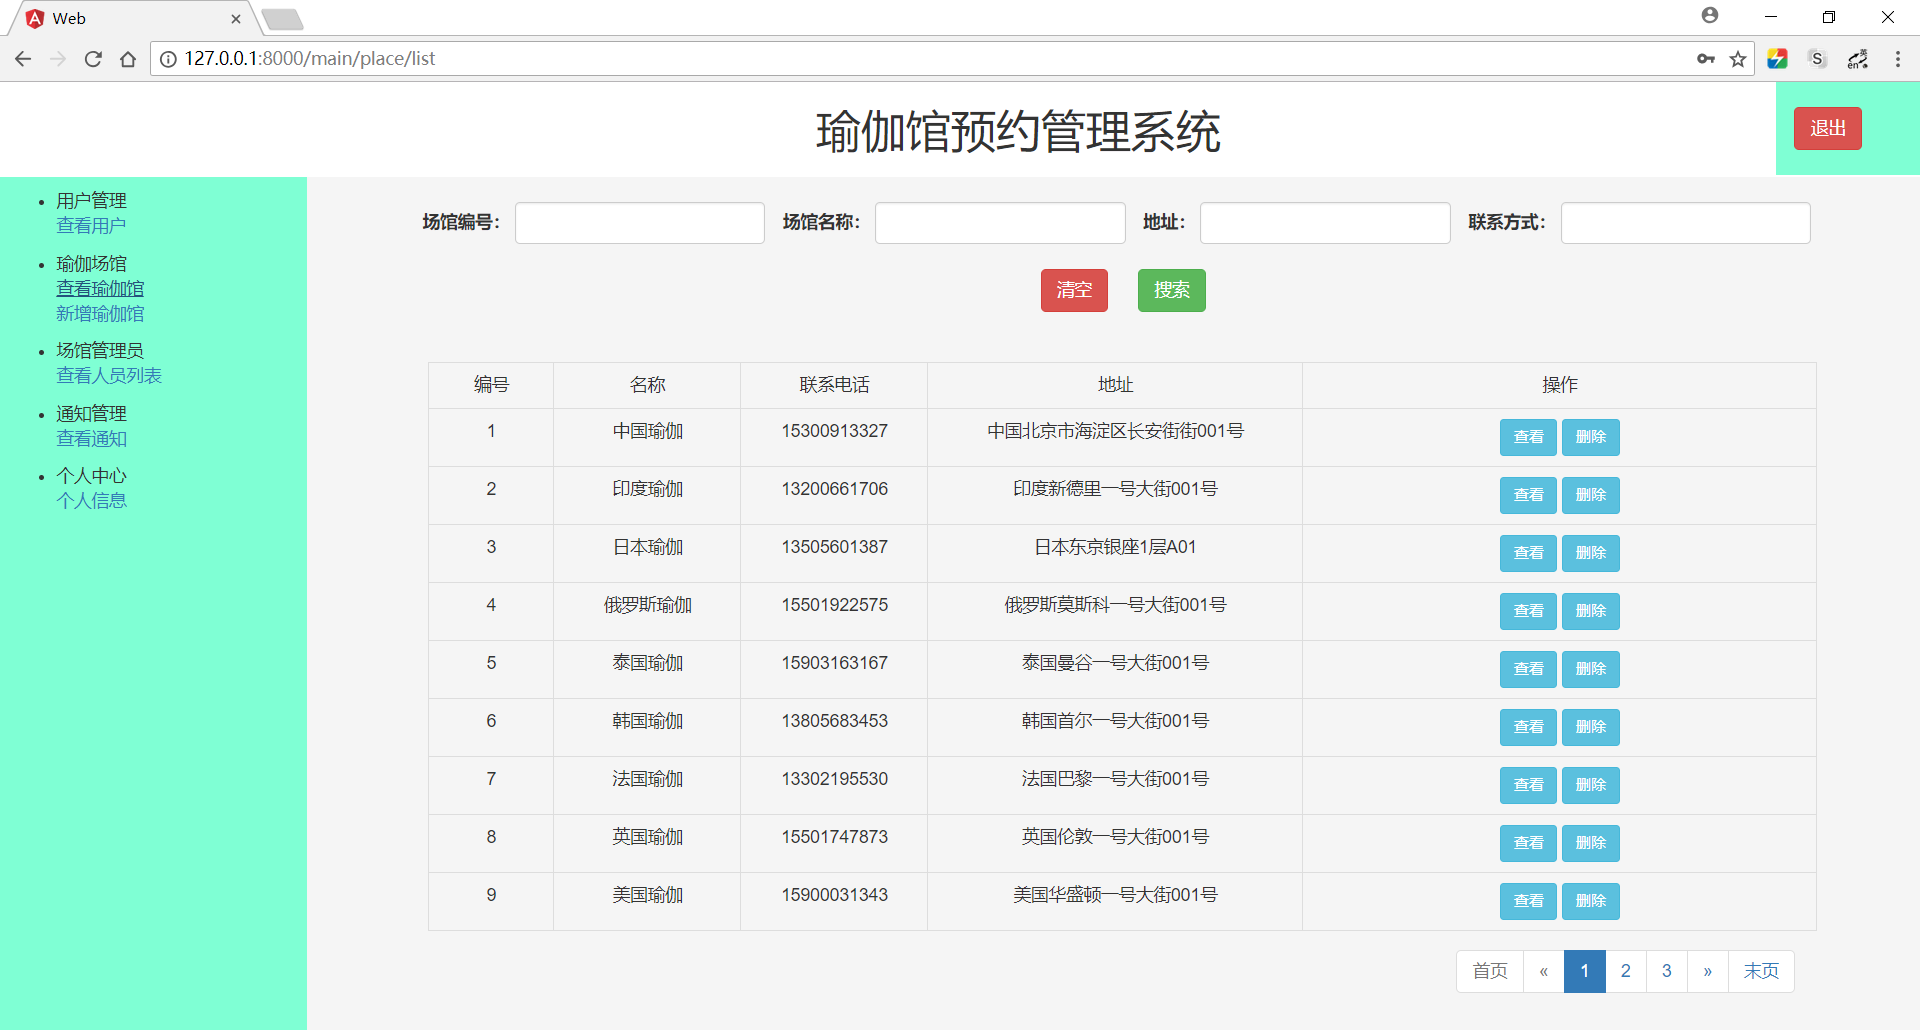 Web
127.0.0.1:8000/main/place/list
瑜伽馆预约管理系统
退出
用户管理
查看用户
瑜伽场馆
查看瑜伽馆
新增瑜伽馆
场馆管理员
查看人员列表
通知管理
查看通知
个人中心
个人信息
场馆编号： 场馆名称： 地址： 联系方式：
清空 搜索
编号 名称 联系电话 地址 操作
1 中国瑜伽 15300913327 中国北京市海淀区长安街街001号 查看 删除
2 印度瑜伽 13200661706 印度新德里一号大街001号 查看 删除
3 日本瑜伽 13505601387 日本东京银座1层A01 查看 删除
4 俄罗斯瑜伽 15501922575 俄罗斯莫斯科一号大街001号 查看 删除
5 泰国瑜伽 15903163167 泰国曼谷一号大街001号 查看 删除
6 韩国瑜伽 13805683453 韩国首尔一号大街001号 查看 删除
7 法国瑜伽 13302195530 法国巴黎一号大街001号 查看 删除
8 英国瑜伽 15501747873 英国伦敦一号大街001号 查看 删除
9 美国瑜伽 15900031343 美国华盛顿一号大街001号 查看 删除
首页 « 1 2 3 » 末页